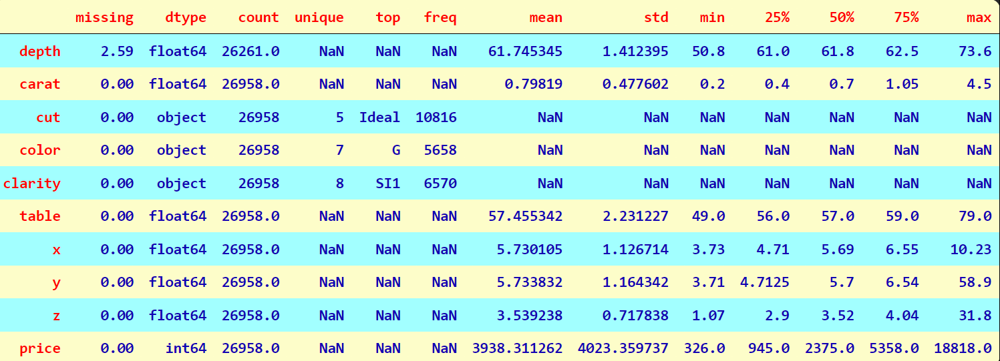 missing dtype count unique top freq mean std min 25% 50% 75% max
depth 2.59 float64 26261.0 NaN NaN NaN 61.745345 1.412395 50.8 61.0 61.8 62.5 73.6
carat 0.00 float64 26958.0 NaN NaN NaN 0.79819 0.477602 0.2 0.4 0.7 1.05 4.5
cut 0.00 object 26958 5 Ideal 10816 NaN NaN NaN NaN NaN NaN NaN
color 0.00 object 26958 7 G 5658 NaN NaN NaN NaN NaN NaN NaN
clarity 0.00 object 26958 8 SI1 6570 NaN NaN NaN NaN NaN NaN NaN
table 0.00 float64 26958.0 NaN NaN NaN 57.455342 2.231227 49.0 56.0 57.0 59.0 79.0
x 0.00 float64 26958.0 NaN NaN NaN 5.730105 1.126714 3.73 4.71 5.69 6.55 10.23
y 0.00 float64 26958.0 NaN NaN NaN 5.733832 1.164342 3.71 4.7125 5.7 6.54 58.9
z 0.00 float64 26958.0 NaN NaN NaN 3.539238 0.717838 1.07 2.9 3.52 4.04 31.8
price 0.00 int64 26958.0 NaN NaN NaN 3938.311262 4023.359737 326.0 945.0 2375.0 5358.0 18818.0